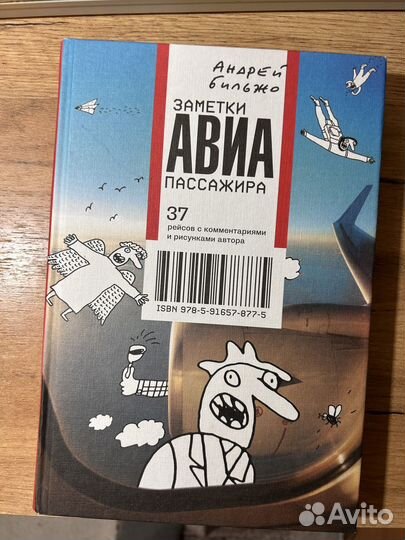 Андрей
бильжо
ЗАМЕТКИ
АВИА
ПАССАЖИРА
37
рейсов с комментариями
и рисунками автора
ISBN 978-5-91657-877-5
Avito